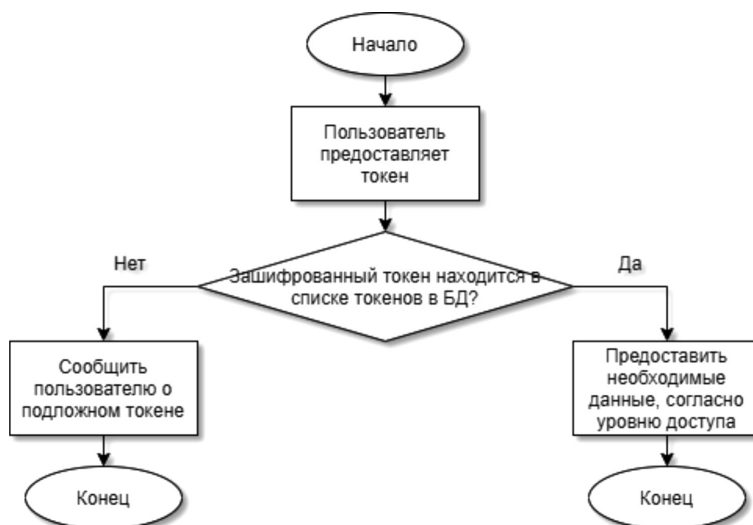 Начало
Пользователь
предоставляет
токен
Нет
Зашифрованный токен находится в
списке токенов в БД?
Да
Сообщить
пользователю о
подложном токене
Предоставить
необходимые
данные, согласно
уровню доступа
Конец
Конец